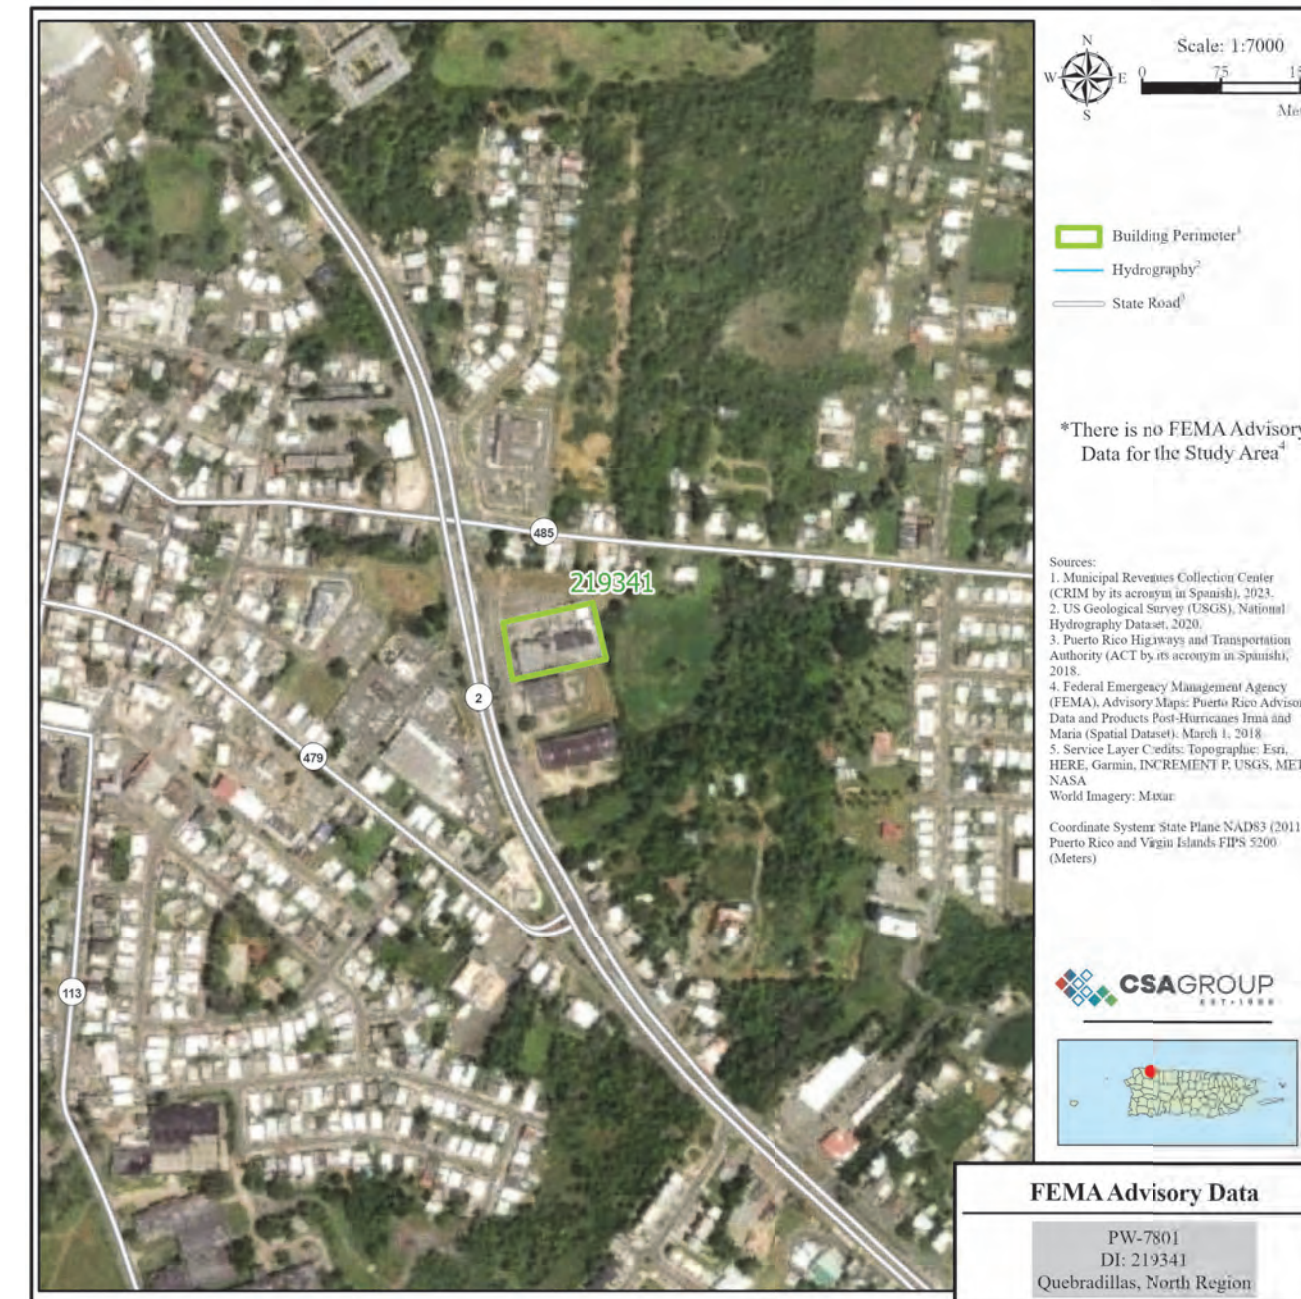 N
W
E
S
Scale: 1:7000
0 75
Building Perimeter1
Hydrography2
State Road3
*There is no FEMA Advisory
Data for the Study Area4
485
219341
2
479
113
Sources:
1. Municipal Revenues Collection Center
(CRIM by its acronym in Spanish), 2023.
2. US Geological Survey (USGS), National
Hydrography Dataset, 2020.
3. Puerto Rico Highways and Transportation
Authority (ACT by its acronym in Spanish),
2018.
4. Federal Emergency Management Agency
(FEMA), Advisory Maps: Puerto Rico Advisor
Data and Products Post-Hurricanes Irma and
Maria (Spatial Dataset). March 1, 2018
5. Service Layer Credits: Topographic: Esri,
HERE, Garmin, INCREMENT P, USGS, MET
NASA
World Imagery: Maxar
Coordinate System: State Plane NAD83 (2011
Puerto Rico and Virgin Islands FIPS 5200
(Meters)
CSAGROUP
FEMA Advisory Data
PW-7801
DI: 219341
Quebradillas, North Region